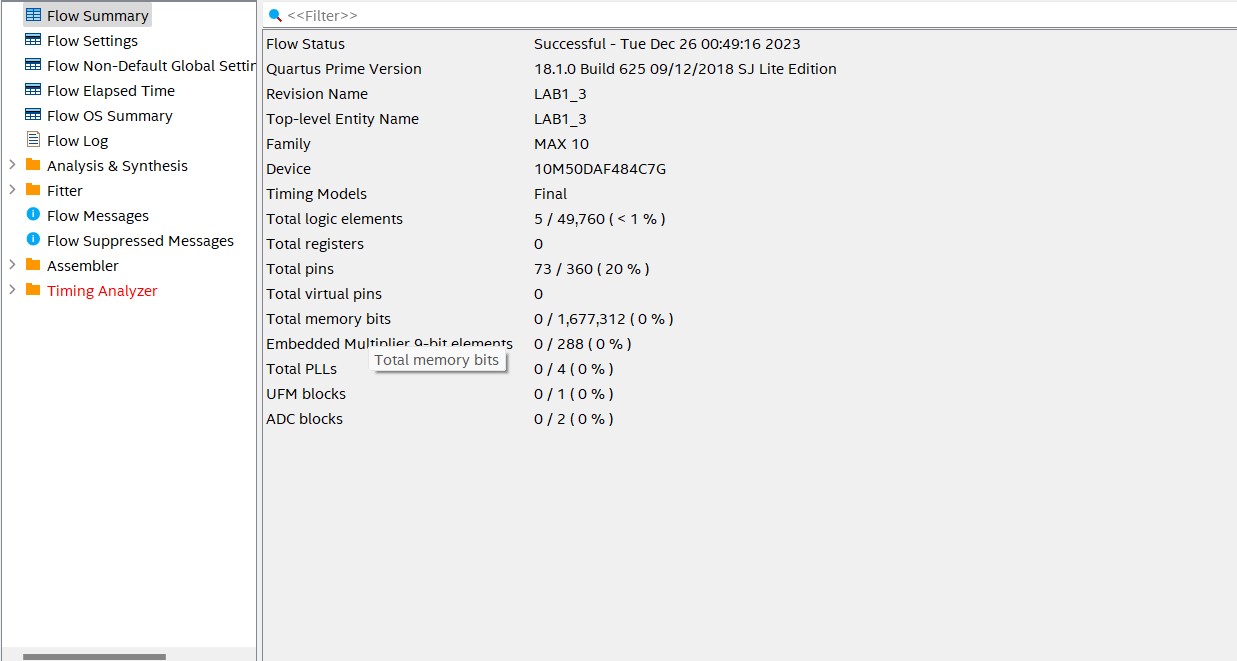 Flow Summary
Flow Settings
Flow Non-Default Global Settin
Flow Elapsed Time
Flow OS Summary
Flow Log
Analysis & Synthesis
Fitter
Flow Messages
Flow Suppressed Messages
Assembler
Timing Analyzer
<<Filter>>
Flow Status Successful - Tue Dec 26 00:49:16 2023
Quartus Prime Version 18.1.0 Build 625 09/12/2018 SJ Lite Edition
Revision Name LAB1_3
Top-level Entity Name LAB1_3
Family MAX 10
Device 10M50DAF484C7G
Timing Models Final
Total logic elements 5 / 49,760 ( < 1 % )
Total registers 0
Total pins 73 / 360 ( 20 % )
Total virtual pins 0
Total memory bits 0 / 1,677,312 ( 0 % )
Embedded Multiplier 9-bit elements 0 / 288 ( 0 % )
Total memory bits
Total PLLs 0 / 4 ( 0 % )
UFM blocks 0 / 1 ( 0 % )
ADC blocks 0 / 2 ( 0 % )